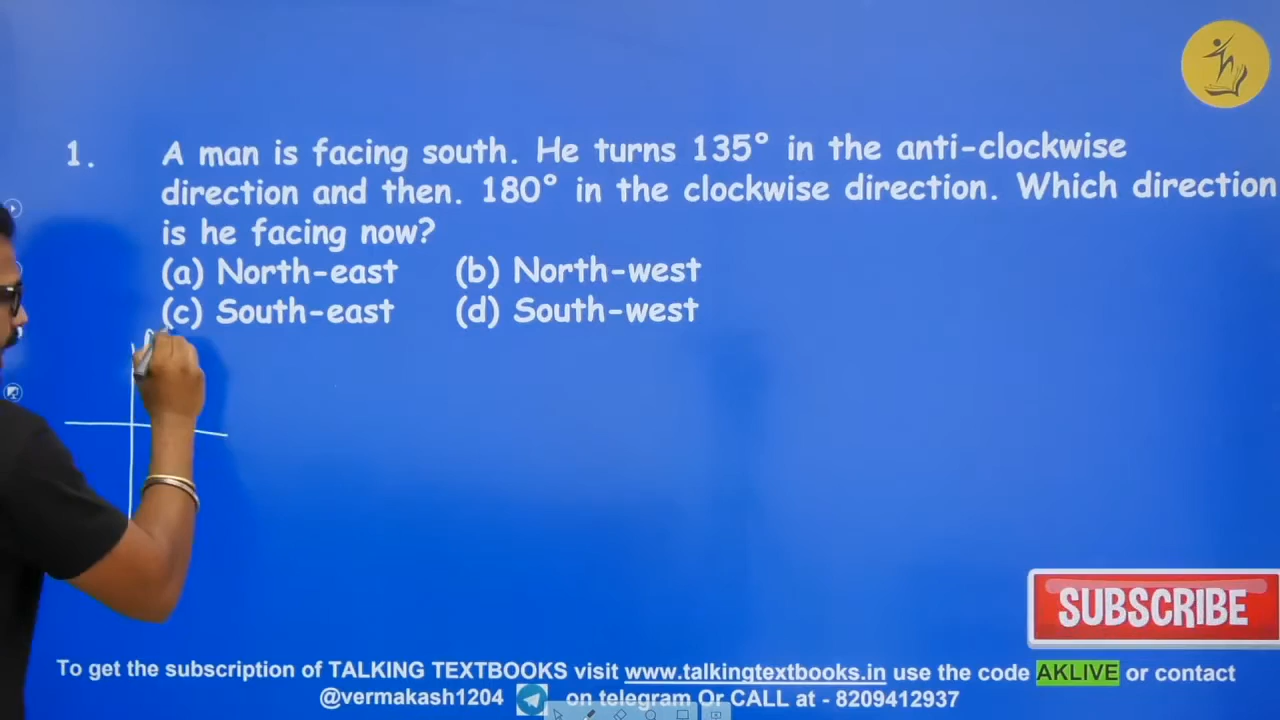 1. A man is facing south. He turns 135° in the anti-clockwise
direction and then. 180° in the clockwise direction. Which direction
is he facing now?
(a) North-east (b) North-west
(c) South-east (d) South-west
SUBSCRIBE
To get the subscription of TALKING TEXTBOOKS visit www.talkingtextbooks.in use the code AKLIVE or contact
@vermakash1204 on telegram Or CALL at - 8209412937